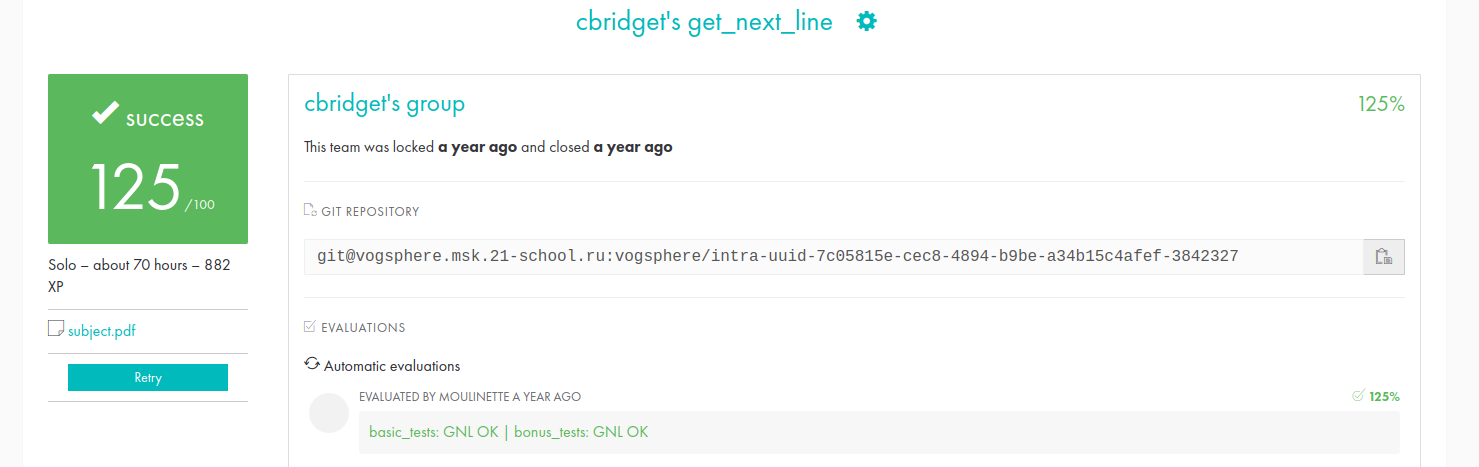 cbridget's get_next_line
success
125 /100
Solo – about 70 hours – 882
XP
subject.pdf
Retry
cbridget's group
125%
This team was locked a year ago and closed a year ago
GIT REPOSITORY
git@vogsphere.msk.21-school.ru:vogsphere/intra-uuid-7c05815e-cec8-4894-b9be-a34b15c4afef-3842327
EVALUATIONS
Automatic evaluations
EVALUATED BY MOULINETTE A YEAR AGO
125%
basic_tests: GNL OK | bonus_tests: GNL OK